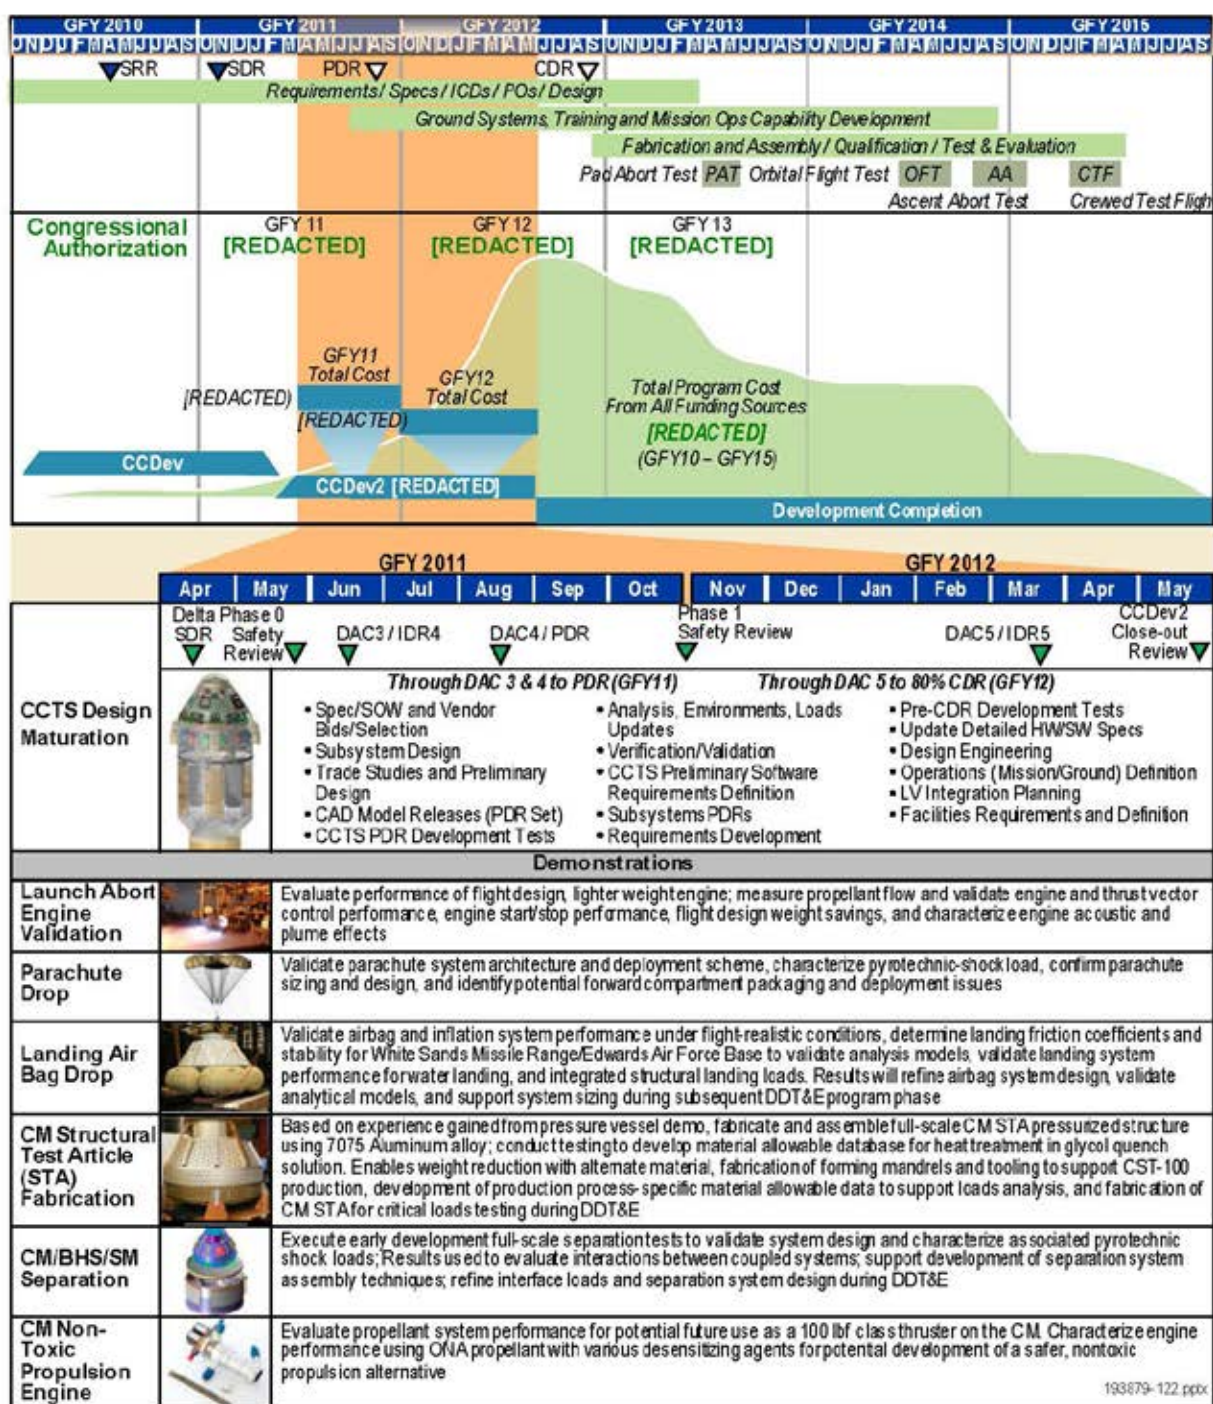 GFY 2010 GFY 2011 GFY 2012 GFY 2013 GFY 2014 GFY 2015
O N D J F M A M J J A S O N D J F M A M J J A S O N D J F M A M J J A S O N D J F M A M J J A S O N D J F M A M J J A S O N D J F M A M J J A S
SRR SDR PDR CDR
Requirements/ Specs / ICDs / POs/ Design
Ground Systems, Training and Mission Ops Capability Development
Fabrication and Assembly / Qualification / Test & Evaluation
Pad Abort Test PAT Orbital Flight Test OFT AA CTF
Ascent Abort Test Crewed Test Fligh
Congressional Authorization
GFY 11 GFY 12 GFY 13
[REDACTED] [REDACTED] [REDACTED]
GFY11
Total Cost
[REDACTED)
GFY12
Total Cost
[REDACTED)
Total Program Cost
From All Funding Sources
[REDACTED]
(GFY10 – GFY15)
CCDev
CCDev2 [REDACTED]
Development Completion
GFY 2011 GFY 2012
Apr May Jun Jul Aug Sep Oct Nov Dec Jan Feb Mar Apr May
Delta SDR
Phase 0 Safety Review
DAC3 / IDR4
DAC4 / PDR
Phase 1
Safety Review
DAC5 / IDR5
CCDev2
Close-out
Review
CCTS Design
Maturation
Through DAC 3 & 4 to PDR (GFY11)
Through DAC 5 to 80% CDR (GFY12)
• Spec/SOW and Vendor
Bids/Selection
• Subsystem Design
• Trade Studies and Preliminary
Design
• CAD Model Releases (PDR Set)
• CCTS PDR Development Tests
• Analysis, Environments, Loads
Updates
• Verification/Validation
• CCTS Preliminary Software
Requirements Definition
• Subsystems PDRs
• Requirements Development
• Pre-CDR Development Tests
• Update Detailed HW/SW Specs
• Design Engineering
• Operations (Mission/Ground) Definition
• LV Integration Planning
• Facilities Requirements and Definition
Demonstrations
Launch Abort
Engine
Validation
Evaluate performance of flight design, lighter weight engine; measure propellant flow and validate engine and thrust vector
control performance, engine start/stop performance, flight design weight savings, and characterize engine acoustic and
plume effects
Parachute
Drop
Validate parachute system architecture and deployment scheme, characterize pyrotechnic-shock load, confirm parachute
sizing and design, and identify potential forward compartment packaging and deployment issues
Landing Air
Bag Drop
Validate airbag and inflation system performance under flight-realistic conditions, determine landing friction coefficients and
stability for White Sands Missile Range/Edwards Air Force Base to validate analysis models, validate landing system
performance for water landing, and integrated structural landing loads. Results will refine airbag system design, validate
analytical models, and support system sizing during subsequent DDT&E program phase
CM Structural
Test Article
(STA)
Fabrication
Based on experience gained from pressure vessel demo, fabricate and assemble full-scale CM STA pressurized structure
using 7075 Aluminum alloy; conduct testing to develop material allowable database for heat treatment in glycol quench
solution. Enables weight reduction with alternate material, fabrication of forming mandrels and tooling to support CST-100
production, development of production process-specific material allowable data to support loads analysis, and fabrication of
CM STA for critical loads testing during DDT&E
CM/BHS/SM
Separation
Execute early development full-scale separation tests to validate system design and characterize associated pyrotechnic
shock loads; Results used to evaluate interactions between coupled systems; support development of separation system
assembly techniques; refine interface loads and separation system design during DDT&E
CM Non-
Toxic
Propulsion
Engine
Evaluate propellant system performance for potential future use as a 100 lbf class thruster on the CM. Characterize engine
performance using ONA propellant with various desensitizing agents for potential development of a safer, nontoxic
propulsion alternative
193879-122.pptx